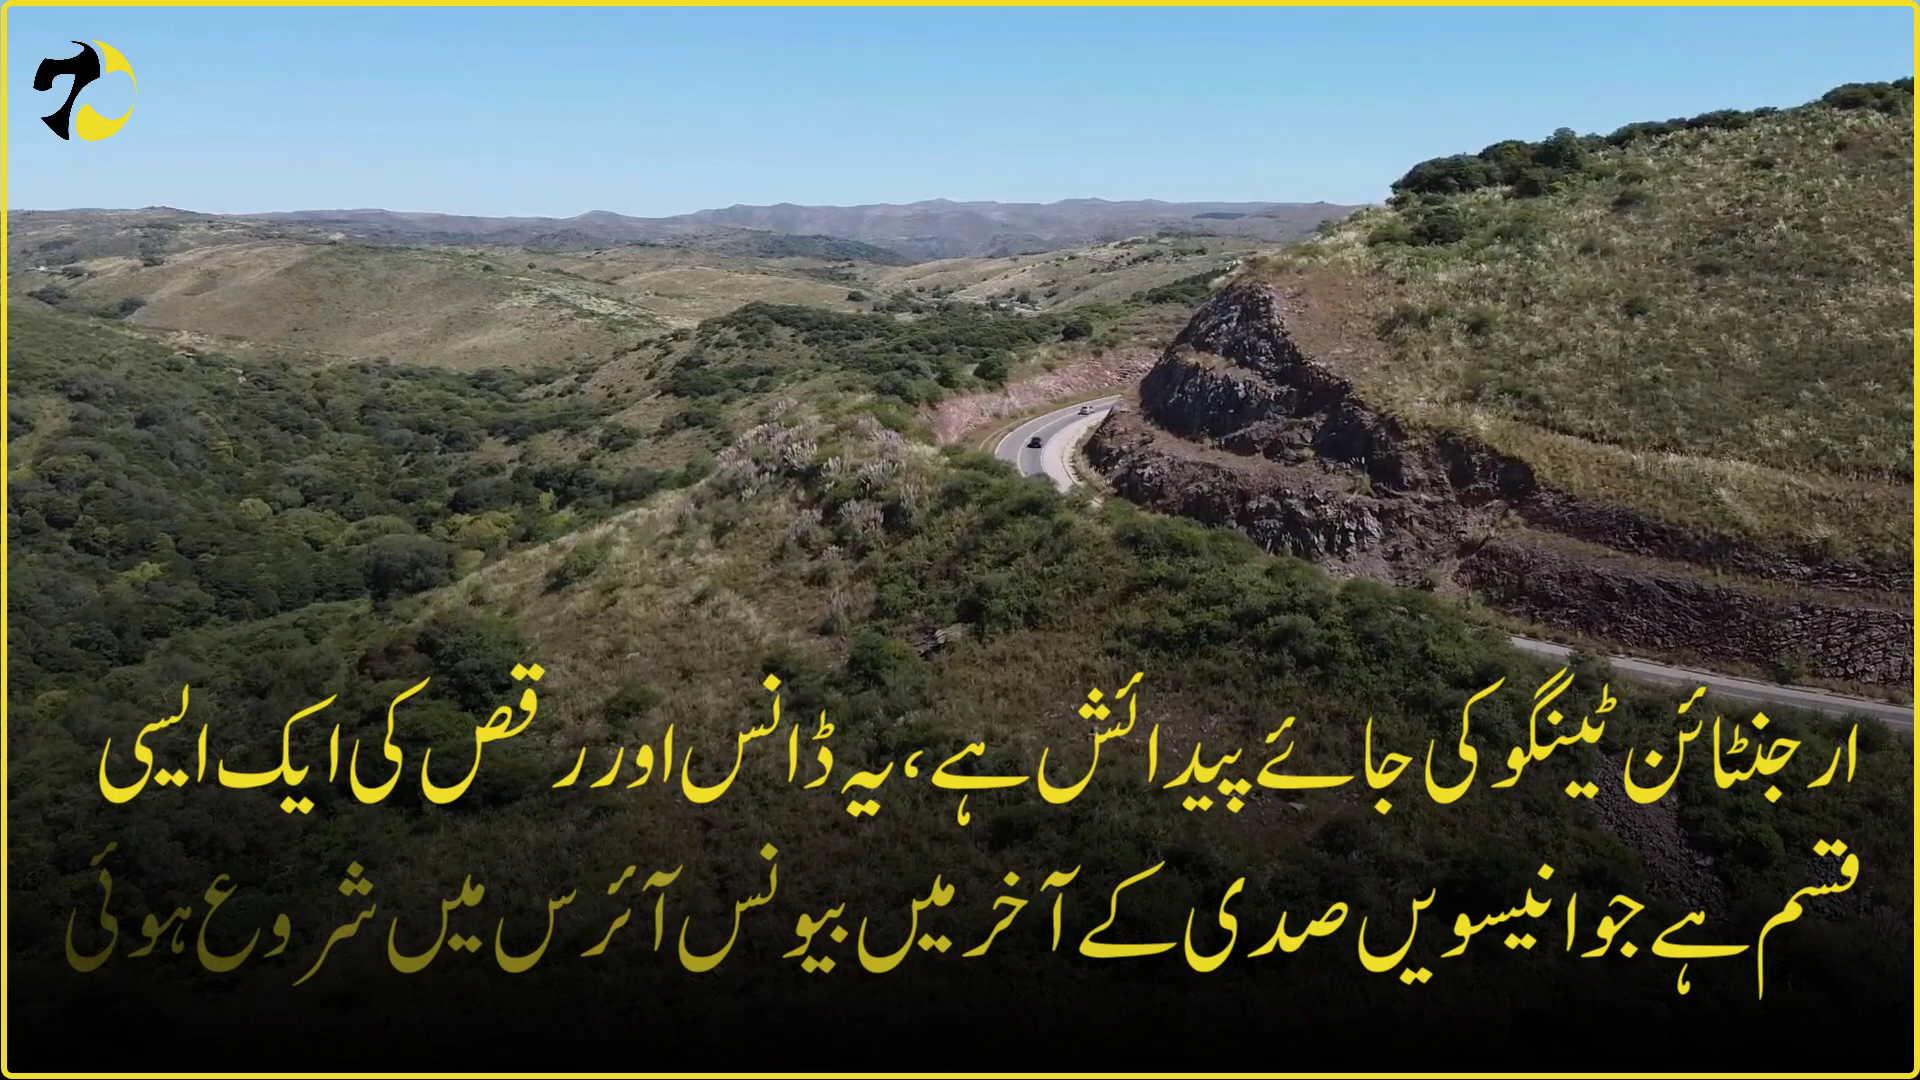 ارجنٹائن ٹینگو کی جائے پیدائش ہے، یہ ڈانس اور رقص کی ایک ایسی
قسم ہے جو انیسویں صدی کے آخر میں بیونس آئرس میں شروع ہوئی